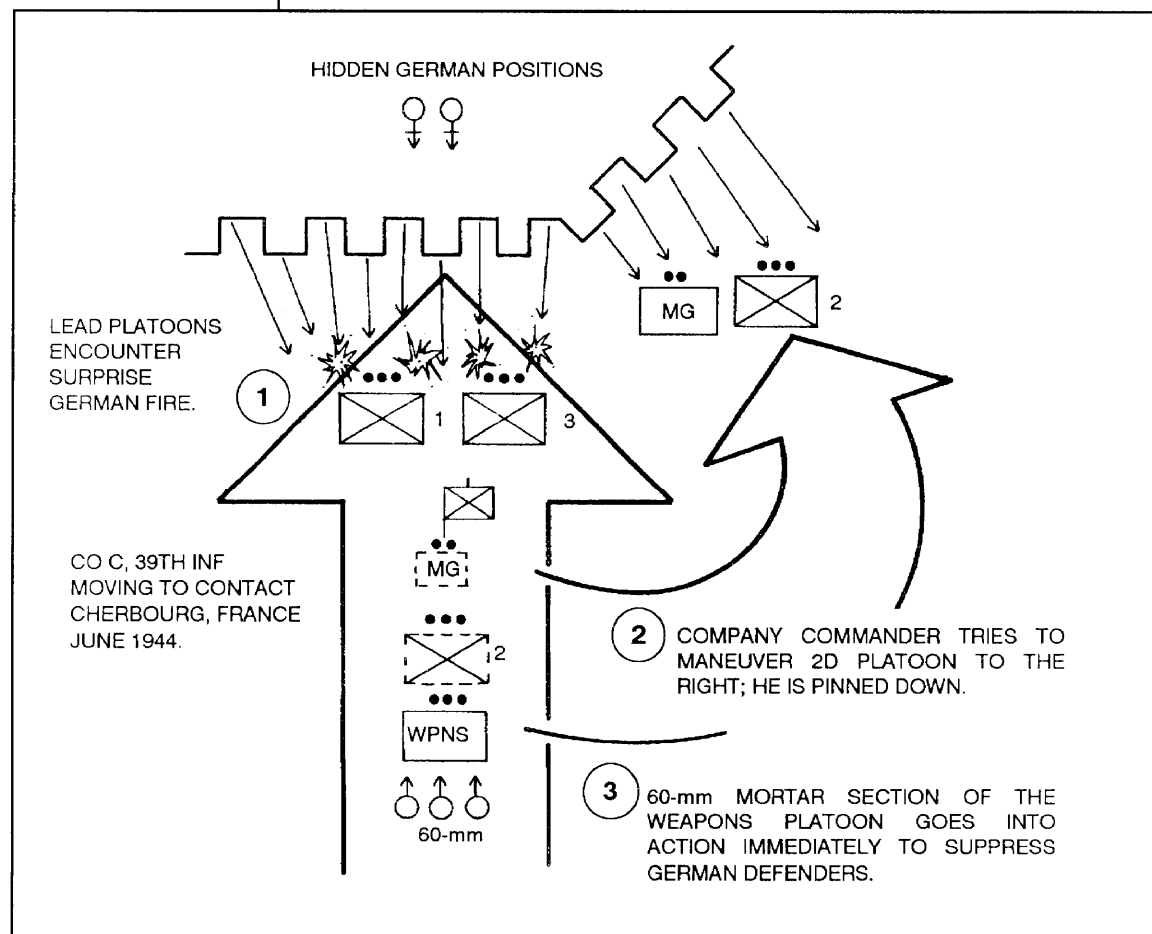 HIDDEN GERMAN POSITIONS
MG
2
LEAD PLATOONS
ENCOUNTER
SURPRISE
GERMAN FIRE.
1
1
3
CO C, 39TH INF
MOVING TO CONTACT
CHERBOURG, FRANCE
JUNE 1944.
MG
2
WPNS
60-mm
2 COMPANY COMMANDER TRIES TO
MANEUVER 2D PLATOON TO THE
RIGHT; HE IS PINNED DOWN.
3 60-mm MORTAR SECTION OF THE
WEAPONS PLATOON GOES INTO
ACTION IMMEDIATELY TO SUPPRESS
GERMAN DEFENDERS.